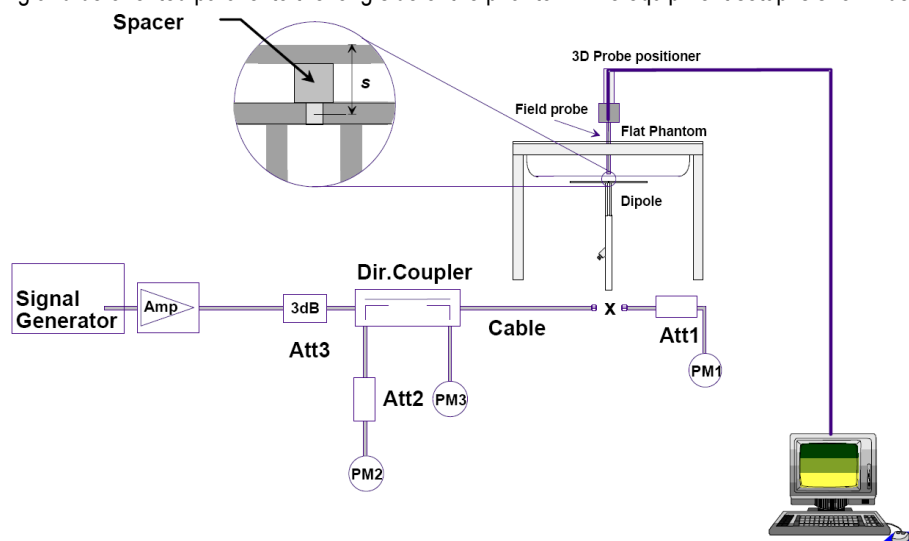 Spacer
s
3D Probe positioner
Field probe
Flat Phantom
Dipole
Signal
Generator
Amp
3dB
Att3
Dir.Coupler
Cable
X
Att1
PM1
Att2
PM3
PM2